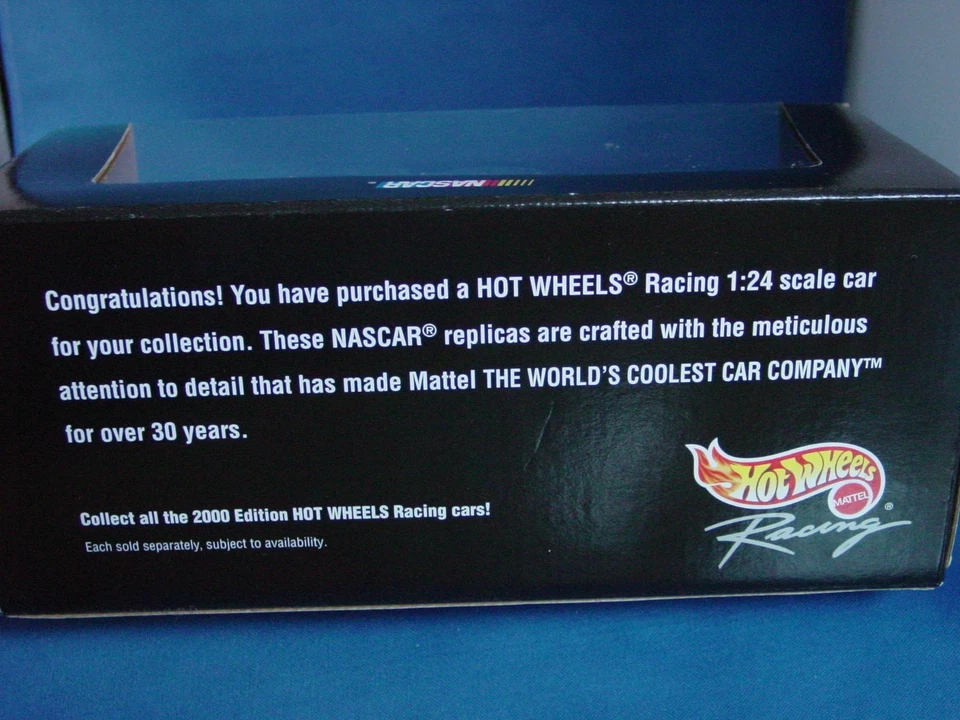 NASCAR
Congratulations! You have purchased a HOT WHEELS® Racing 1:24 scale car
for your collection. These NASCAR® replicas are crafted with the meticulous
attention to detail that has made Mattel THE WORLD'S COOLEST CAR COMPANY™
for over 30 years.
Collect all the 2000 Edition HOT WHEELS Racing cars!
Each sold separately, subject to availability.
Hot Wheels
MATTEL
Racing®